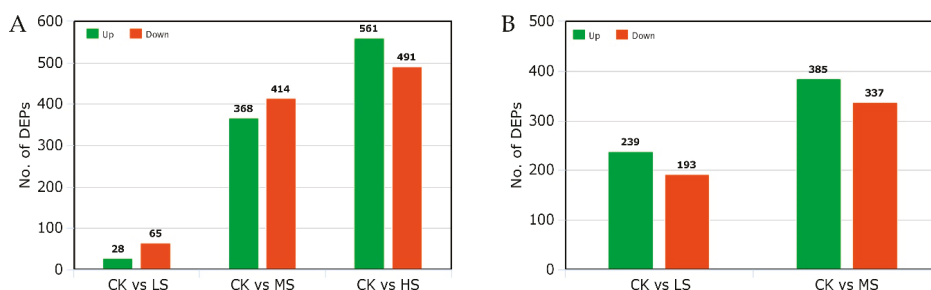 A
No. of DEPs
600
500
400
300
200
100
0
Up Down
28
65
368
414
561
491
CK vs LS CK vs MS CK vs HS
B
No. of DEPs
500
400
300
200
100
0
Up Down
239
193
385
337
CK vs LS CK vs MS